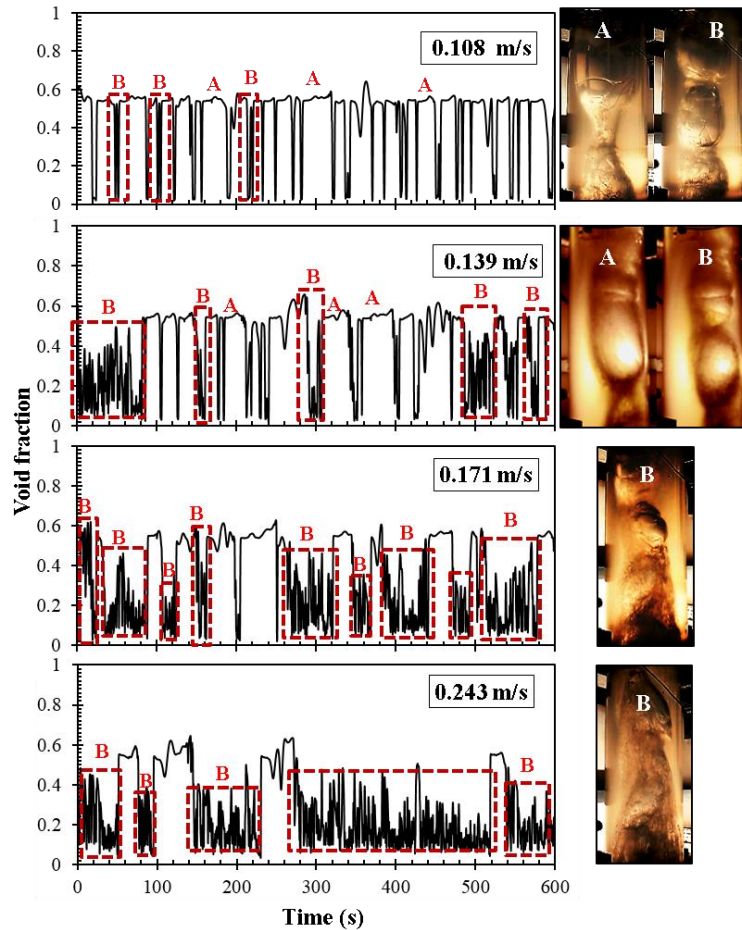 1
0.8
0.6
0.4
0.2
0
0.108 m/s
B B A B A A
A B
1
0.8
0.6
0.4
0.2
0
0.139 m/s
B B A B A A B B
A B
1
0.8
0.6
0.4
0.2
0
0.171 m/s
B B B B B B B B
B
1
0.8
0.6
0.4
0.2
0
0.243 m/s
B B B B B
B
0 100 200 300 400 500 600
Void fraction
Time (s)